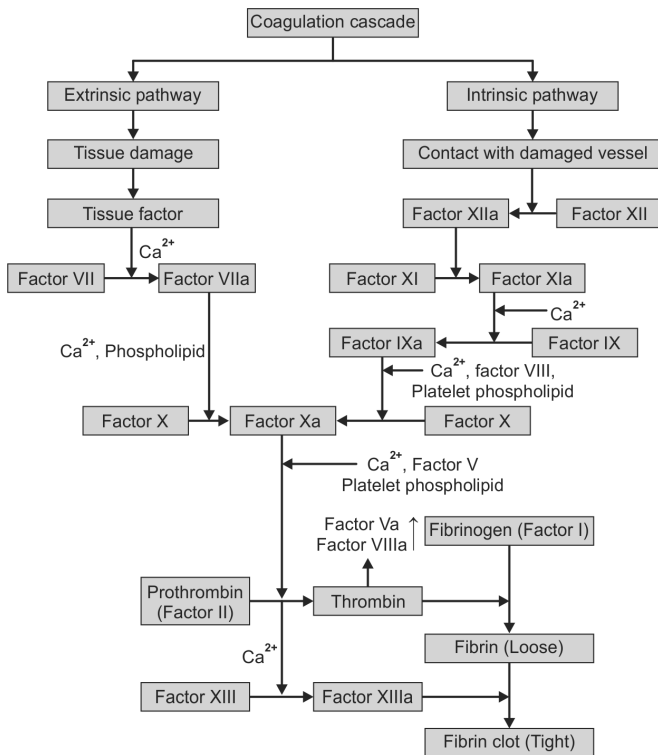 Coagulation cascade
Extrinsic pathway
Intrinsic pathway
Tissue damage
Contact with damaged vessel
Tissue factor
Factor XIIa
Factor XII
Ca²⁺
Factor VII
Factor VIIa
Factor XI
Factor XIa
Ca²⁺
Factor IXa
Factor IX
Ca²⁺, Phospholipid
Ca²⁺, factor VIII,
Platelet phospholipid
Factor X
Factor Xa
Factor X
Ca²⁺, Factor V
Platelet phospholipid
Factor Va
Factor VIIIa ↑
Fibrinogen (Factor I)
Prothrombin
(Factor II)
Thrombin
Ca²⁺
Fibrin (Loose)
Factor XIII
Factor XIIIa
Fibrin clot (Tight)